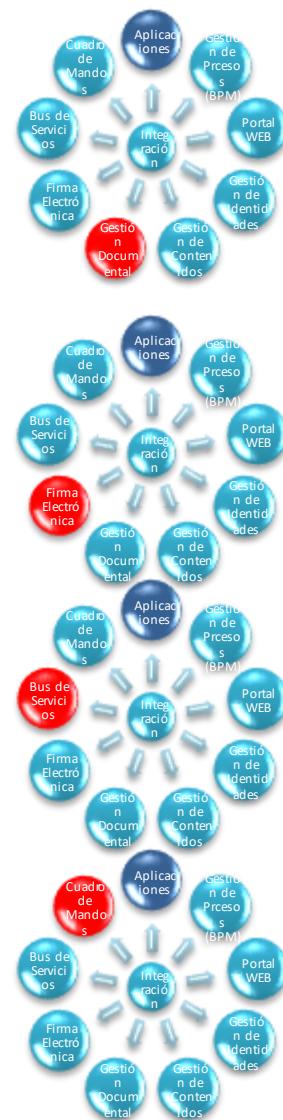 Aplicac
iones
Gestió
n de
Prceso
s
(BPM)
Portal
WEB
Gestió
n de
Identid
ades
Gestió
n de
Conten
idos
Gestió
n
Docum
ental
Firma
Electró
nica
Bus de
Servici
os
Cuadro
de
Mando
s
Integ
ració
n
Aplicac
iones
Gestió
n de
Prceso
s
(BPM)
Portal
WEB
Gestió
n de
Identid
ades
Gestió
n de
Conten
idos
Gestió
n
Docum
ental
Firma
Electró
nica
Bus de
Servici
os
Cuadro
de
Mando
s
Integ
ració
n
Aplicac
iones
Gestió
n de
Prceso
s
(BPM)
Portal
WEB
Gestió
n de
Identid
ades
Gestió
n de
Conten
idos
Gestió
n
Docum
ental
Firma
Electró
nica
Bus de
Servici
os
Cuadro
de
Mando
s
Integ
ració
n
Aplicac
iones
Gestió
n de
Prceso
s
(BPM)
Portal
WEB
Gestió
n de
Identid
ades
Gestió
n de
Conten
idos
Gestió
n
Docum
ental
Firma
Electró
nica
Bus de
Servici
os
Cuadro
de
Mando
s
Integ
ració
n